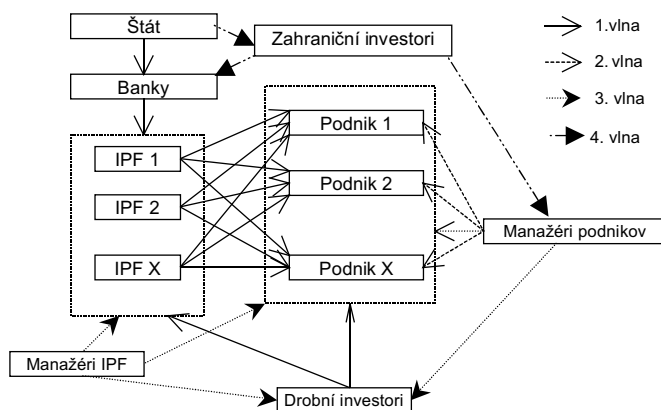 Štát
Zahraniční investori
Banky
1.vlna
2. vlna
3. vlna
4. vlna
IPF 1
IPF 2
IPF X
Podnik 1
Podnik 2
Podnik X
Manažéri podnikov
Manažéri IPF
Drobní investori